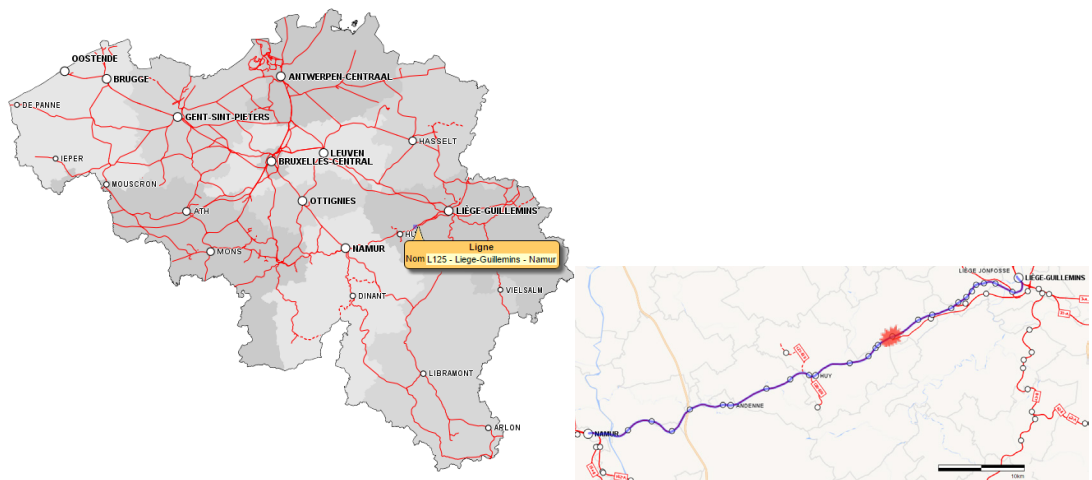 OOSTENDE
BRUGGE
ANTWERPEN-CENTRAAL
DE PANNE
GENT-SINT-PIETERS
HASSELT
LEUVEN
IEPER
BRUXELLES-CENTRAL
MOUSCRON
OTTIGNIES
ATH
LIÈGE-GUILLEMINS
HU
NAMUR
Ligne
MONS
Nom L125 - Liege-Guillemins - Namur
DINANT
VIELSALM
LIBRAMONT
ARLON
LIÈGE JONFOSSE
LIÈGE-GUILLEMINS
HUY
ANDENNE
NAMUR
10km